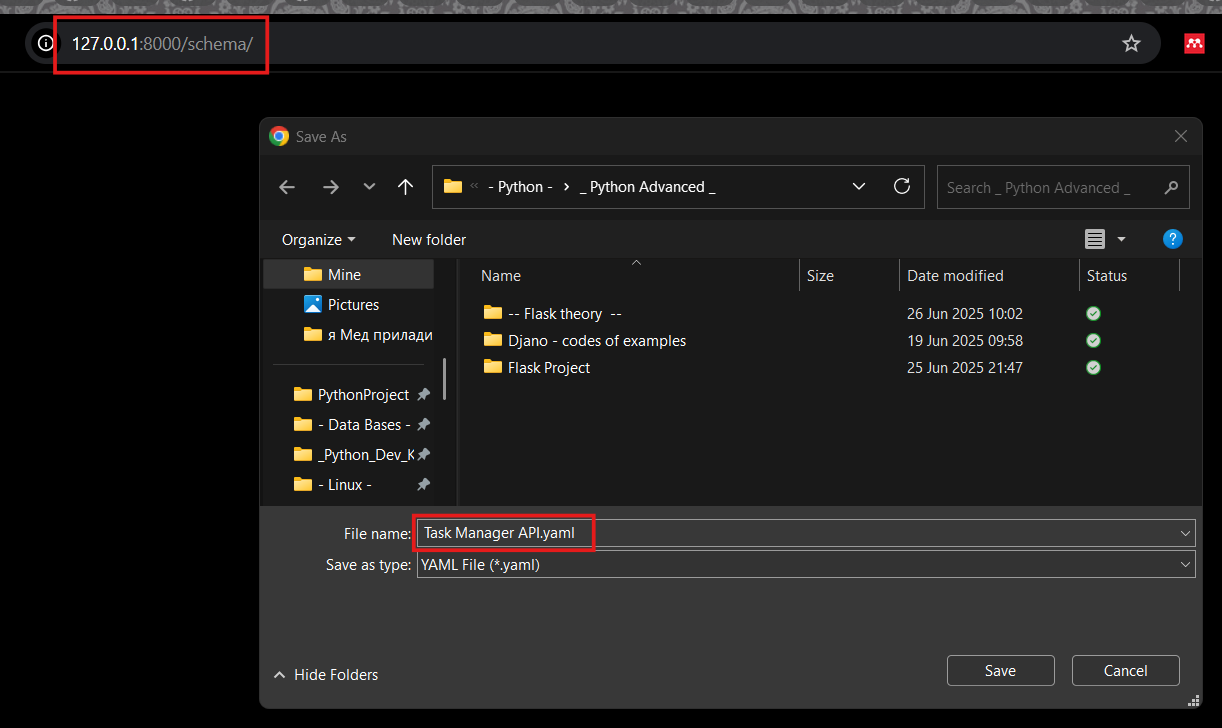 127.0.0.1:8000/schema/
Save As
« - Python - › _ Python Advanced _
Search _ Python Advanced _
Organize
New folder
?
Mine
Pictures
я Мед прилади
PythonProject
- Data Bases -
_Python_Dev_K
- Linux -
Name Size Date modified Status
-- Flask theory -- 26 Jun 2025 10:02
Djano - codes of examples 19 Jun 2025 09:58
Flask Project 25 Jun 2025 21:47
File name: Task Manager API.yaml
Save as type: YAML File (*.yaml)
Hide Folders
Save
Cancel